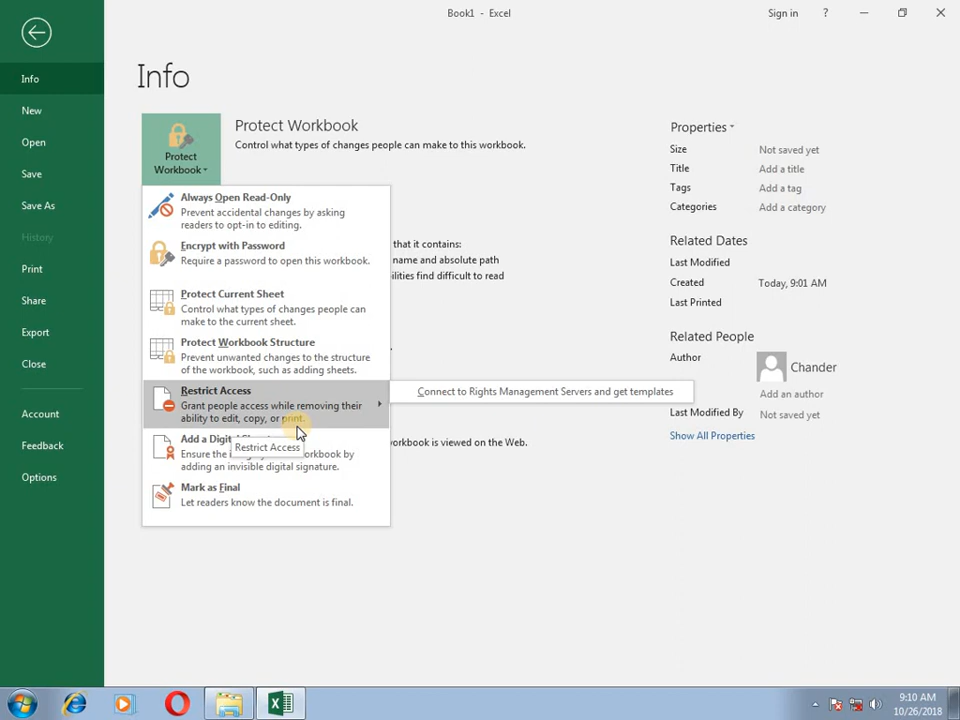 Book1 - Excel
Sign in
?
Info
New
Open
Save
Save As
History
Print
Share
Export
Close
Account
Feedback
Options
Info
Protect
Workbook
Protect Workbook
Control what types of changes people can make to this workbook.
Always Open Read-Only
Prevent accidental changes by asking
readers to opt-in to editing.
Encrypt with Password
Require a password to open this workbook.
Protect Current Sheet
Control what types of changes people can
make to the current sheet.
Protect Workbook Structure
Prevent unwanted changes to the structure
of the workbook, such as adding sheets.
Restrict Access
Grant people access while removing their
ability to edit, copy, or print.
Connect to Rights Management Servers and get templates
Add a Digital
Restrict Access
Ensure the workbook by
adding an invisible digital signature.
Mark as Final
Let readers know the document is final.
that it contains:
name and absolute path
ilities find difficult to read
orkbook is viewed on the Web.
Properties
Size Not saved yet
Title Add a title
Tags Add a tag
Categories Add a category
Related Dates
Last Modified
Created Today, 9:01 AM
Last Printed
Related People
Author Chander
Add an author
Last Modified By Not saved yet
Show All Properties
9:10 AM
10/26/2018